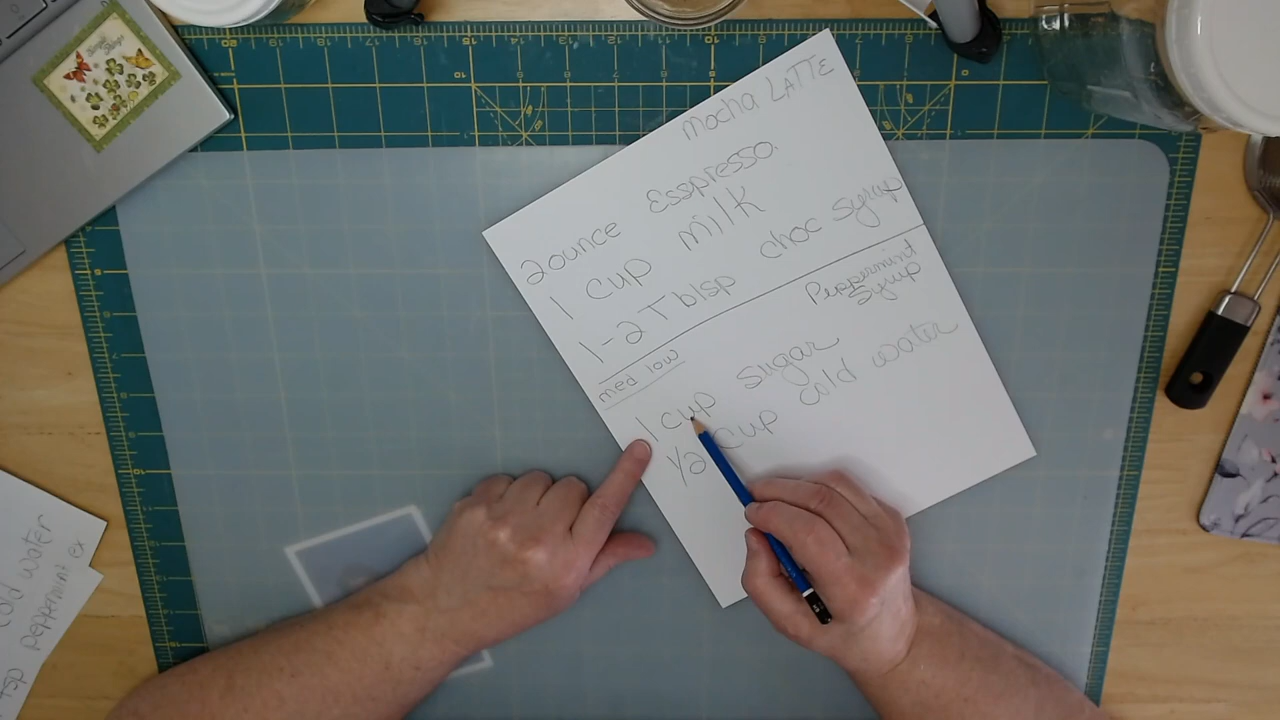 Mocha LATTE
2ounce Esspresso.
1 cup milk
1-2 Tblsp choc Syrup
Peppermint
Syrup
med low
1 cup sugar
1/2 cup cold water
cold water
tsp peppermint ex